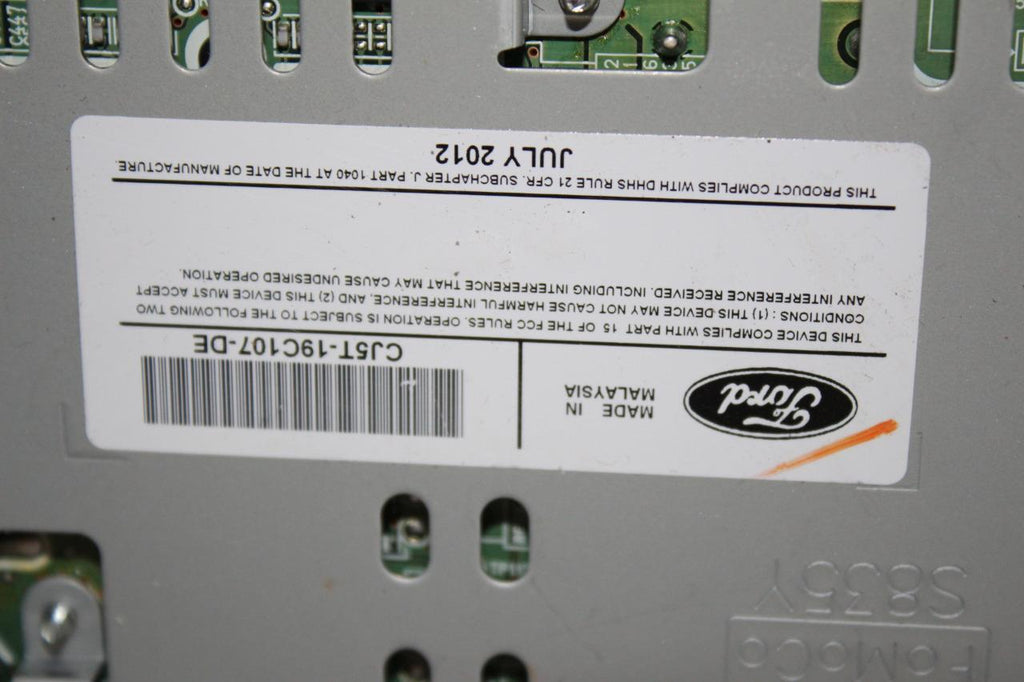 Ford
MADE IN
MALAYSIA
CJ5T-19C107-DE
THIS DEVICE COMPLIES WITH PART 15 OF THE FCC RULES. OPERATION IS SUBJECT TO THE FOLLOWING TWO
CONDITIONS : (1) THIS DEVICE MAY NOT CAUSE HARMFUL INTERFERENCE, AND, (2) THIS DEVICE MUST ACCEPT
ANY INTERFERENCE RECEIVED. INCLUDING INTERFERENCE THAT MAY CAUSE UNDESIRED OPERATION.
THIS PRODUCT COMPLIES WITH DHHS RULE 21 CFR. SUBCHAPTER J. PART 1040 AT THE DATE OF MANUFACTURE.
JULY 2012
FoMoCo
S835Y
C447